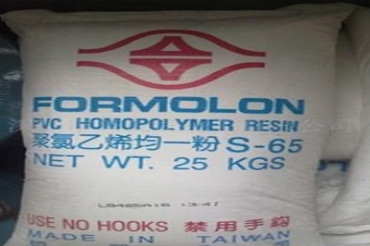 FORMOLON
PVC HOMOPOLYMER RESIN
聚氯乙烯均一粉 S-65
NET WT. 25 KGS
USE NO HOOKS 禁用手鈎
MADE IN TAIWAN